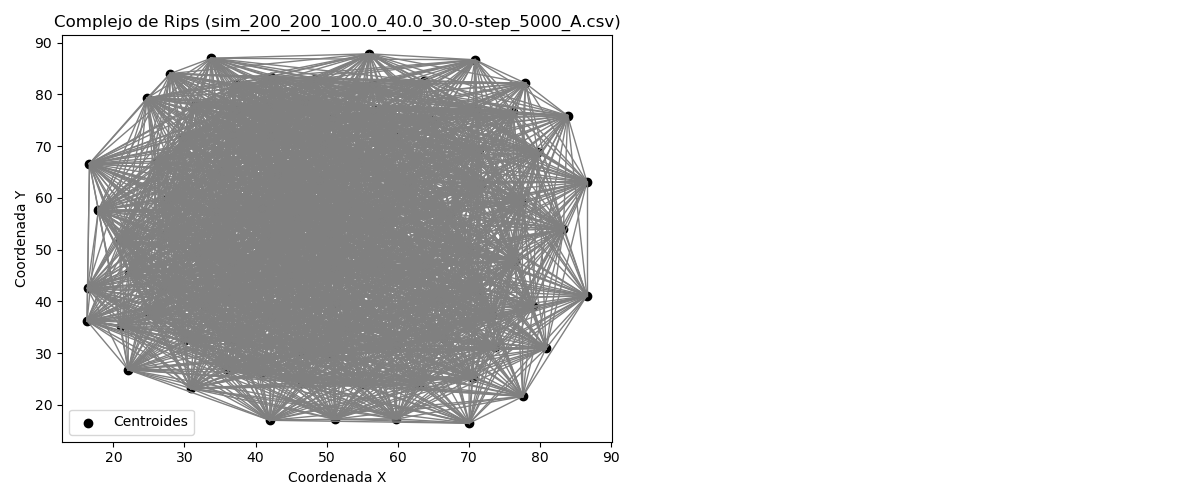 Complejo de Rips (sim_200_200_100.0_40.0_30.0-step_5000_A.csv)
90
80
70
60
50
40
30
20
Coordenada Y
Centroides
20 30 40 50 60 70 80 90
Coordenada X